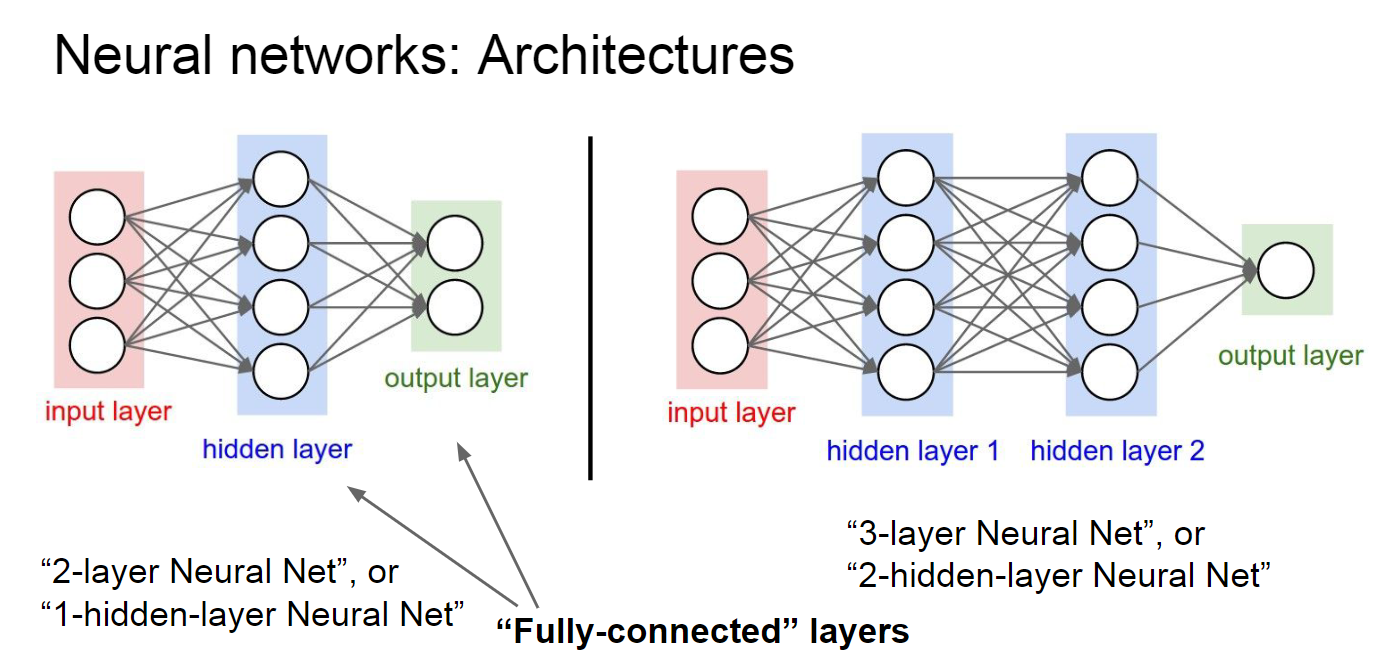 Neural networks: Architectures
input layer
hidden layer
output layer
“2-layer Neural Net”, or
“1-hidden-layer Neural Net”
“Fully-connected” layers
input layer
hidden layer 1
hidden layer 2
output layer
“3-layer Neural Net”, or
“2-hidden-layer Neural Net”